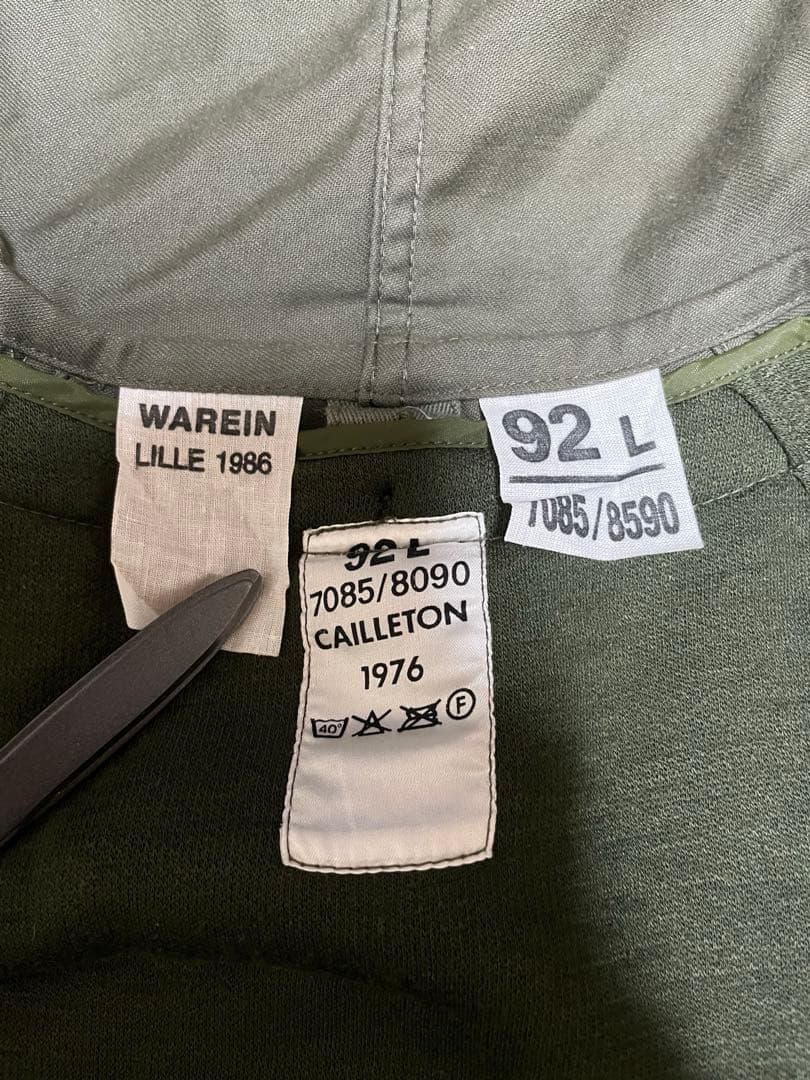 WAREIN
LILLE 1986
92 L
7085/8590
92 L
7085/8090
CAILLETON
1976
40°
F